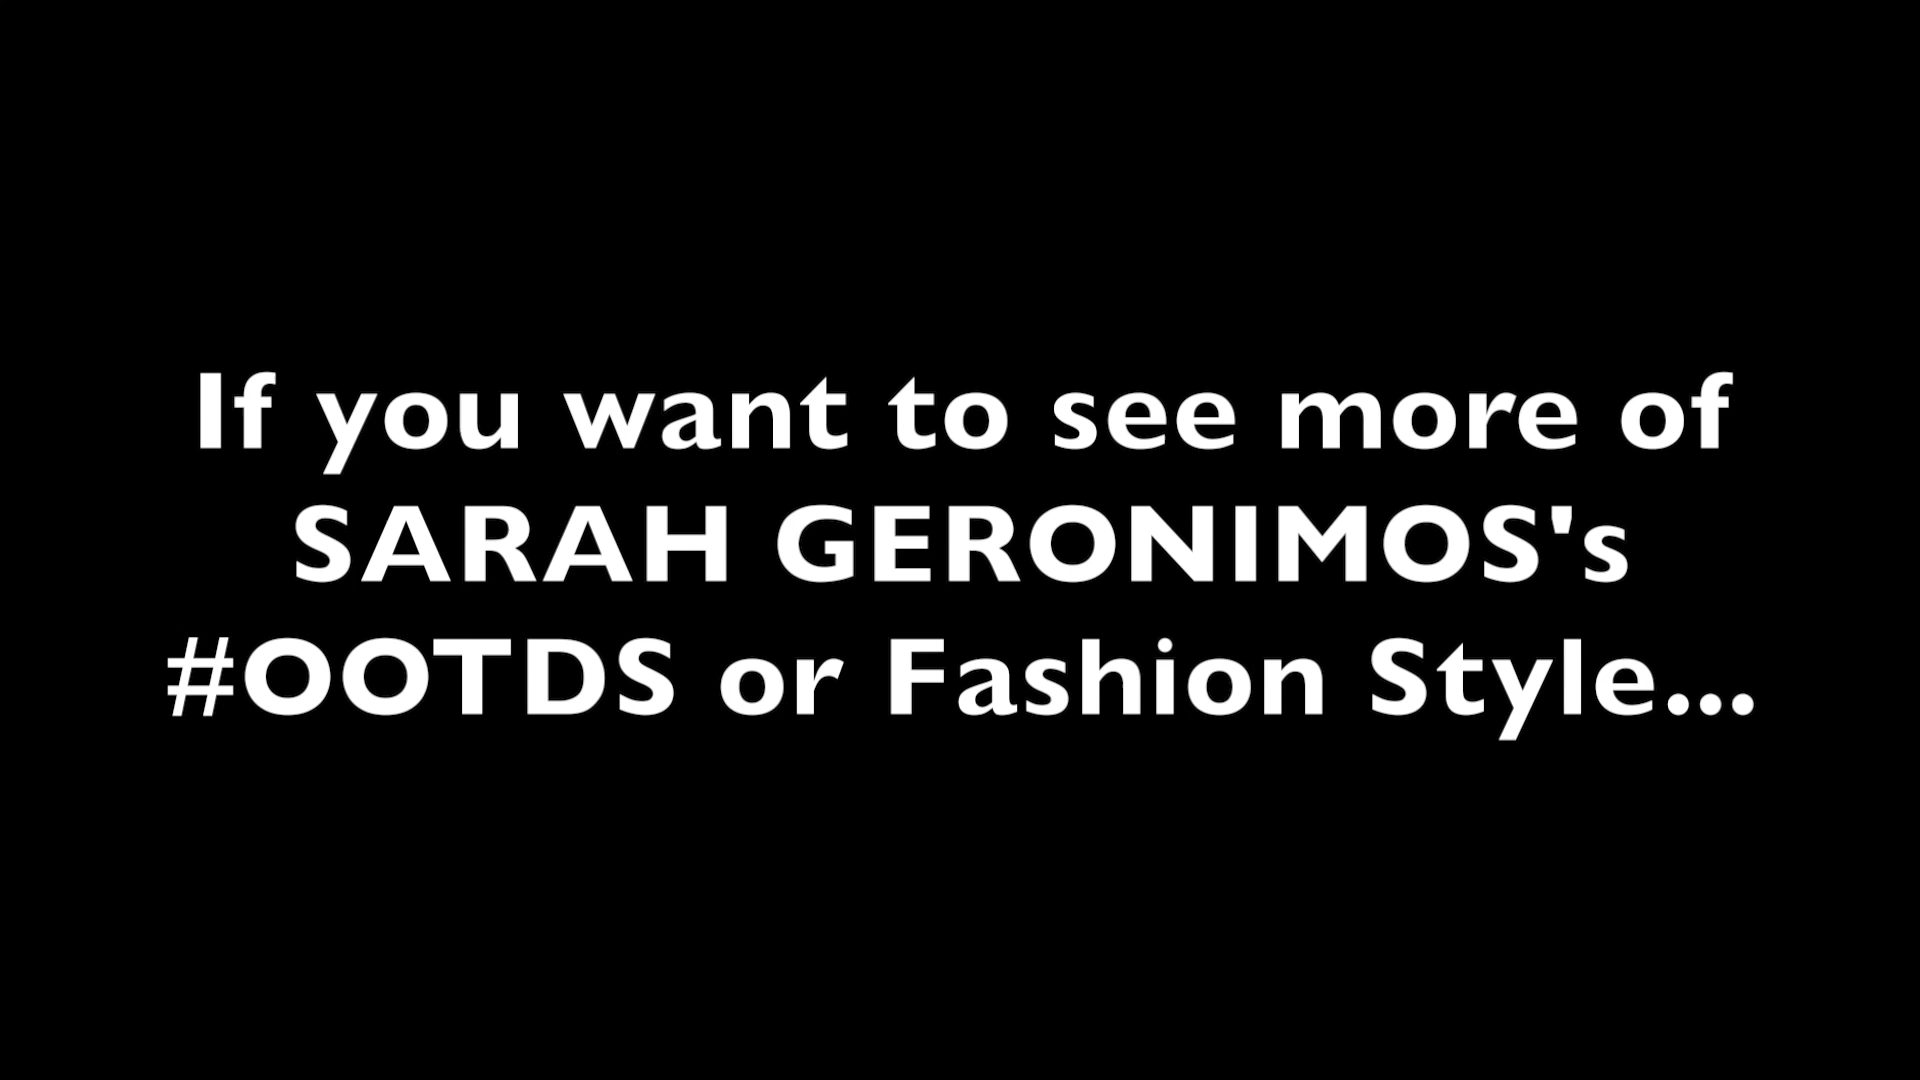 If you want to see more of
SARAH GERONIMOS's
#OOTDS or Fashion Style...